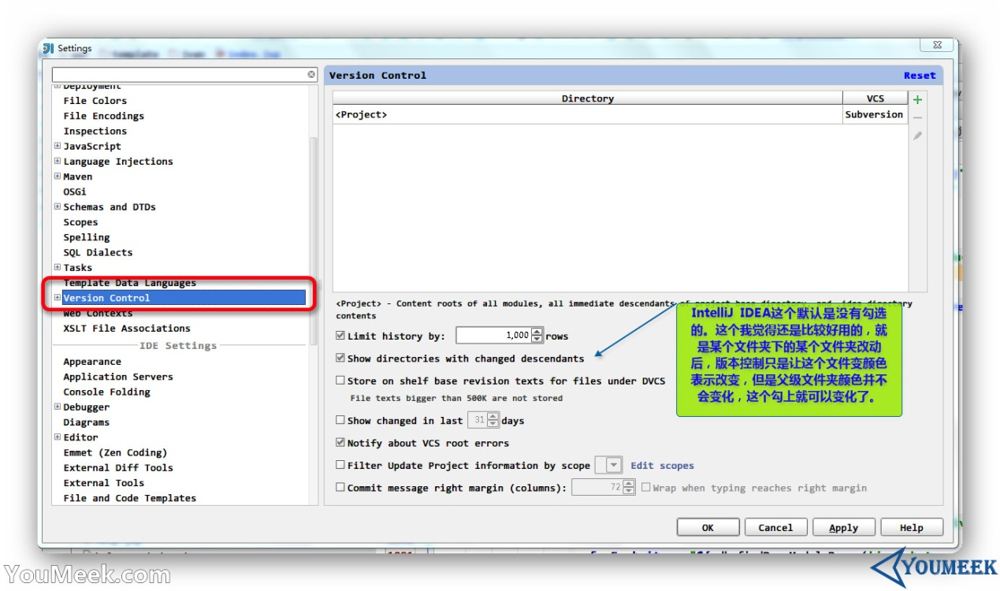 Settings
Version Control
Reset
Deployment
File Colors
File Encodings
Inspections
JavaScript
Language Injections
Maven
OSGi
Schemas and DTDs
Scopes
Spelling
SQL Dialects
Tasks
Template Data Languages
Version Control
Web Contexts
XSLT File Associations
IDE Settings
Appearance
Application Servers
Console Folding
Debugger
Diagrams
Editor
Emmet (Zen Coding)
External Diff Tools
External Tools
File and Code Templates
Directory VCS
<Project> Subversion
<Project> - Content roots of all modules, all immediate descendants of project base directory, and .idea directory
contents
Limit history by: 1,000 rows
Show directories with changed descendants
Store on shelf base revision texts for files under DVCS
File texts bigger than 500K are not stored
Show changed in last 31 days
Notify about VCS root errors
Filter Update Project information by scope Edit scopes
Commit message right margin (columns): 72 Wrap when typing reaches right margin
IntelliJ IDEA这个默认是没有勾选
的。这个我觉得还是比较好用的，就
是某个文件夹下的某个文件夹改动
后，版本控制只是让这个文件变颜色
表示改变，但是父级文件夹颜色并不
会变化，这个勾上就可以变化了。
OK Cancel Apply Help
YouMeek.com
YOUMEEK